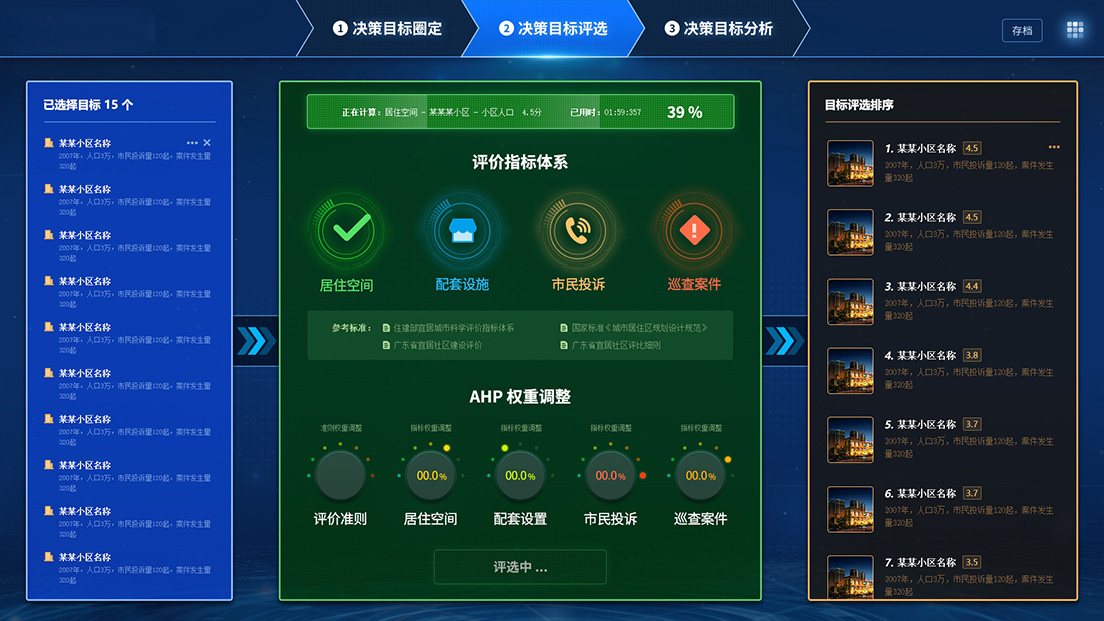 1 决策目标圈定
2 决策目标评选
3 决策目标分析
存档
已选择目标 15 个
某某小区名称
2007年，人口3万，市民投诉量120起，案件发生量
320起
某某小区名称
2007年，人口3万，市民投诉量120起，案件发生量
320起
某某小区名称
2007年，人口3万，市民投诉量120起，案件发生量
320起
某某小区名称
2007年，人口3万，市民投诉量120起，案件发生量
320起
某某小区名称
2007年，人口3万，市民投诉量120起，案件发生量
320起
某某小区名称
2007年，人口3万，市民投诉量120起，案件发生量
320起
某某小区名称
2007年，人口3万，市民投诉量120起，案件发生量
320起
某某小区名称
2007年，人口3万，市民投诉量120起，案件发生量
320起
某某小区名称
2007年，人口3万，市民投诉量120起，案件发生量
320起
某某小区名称
2007年，人口3万，市民投诉量120起，案件发生量
320起
正在计算：居住空间 - 某某某小区 - 小区人口 4.5分 已用时：01:59:357 39 %
评价指标体系
居住空间 配套设施 市民投诉 巡查案件
参考标准： 住建部宜居城市科学评价指标体系 国家标准《城市居住区规划设计规范》
广东省宜居社区建设评价 广东省宜居社区评比细则
AHP 权重调整
准则权重调整 指标权重调整 指标权重调整 指标权重调整 指标权重调整
00.0% 00.0% 00.0% 00.0%
评价准则 居住空间 配套设置 市民投诉 巡查案件
评选中 ...
目标评选排序
1. 某某小区名称 4.5
2007年，人口3万，市民投诉量120起，案件发生
量320起
2. 某某小区名称 4.5
2007年，人口3万，市民投诉量120起，案件发生
量320起
3. 某某小区名称 4.4
2007年，人口3万，市民投诉量120起，案件发生
量320起
4. 某某小区名称 3.8
2007年，人口3万，市民投诉量120起，案件发生
量320起
5. 某某小区名称 3.7
2007年，人口3万，市民投诉量120起，案件发生
量320起
6. 某某小区名称 3.7
2007年，人口3万，市民投诉量120起，案件发生
量320起
7. 某某小区名称 3.5
2007年，人口3万，市民投诉量120起，案件发生
量320起